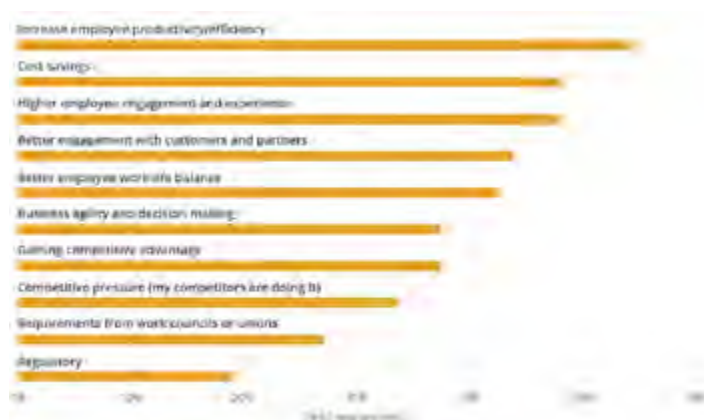 Increase employee productivity/efficiency
Cost savings
Higher employee engagement and experience
Better engagement with customers and partners
Better employee work-life balance
Business agility and decision making
Gaining competitive advantage
Competitive pressure (my competitors are doing it)
Requirements from work councils or unions
Regulatory